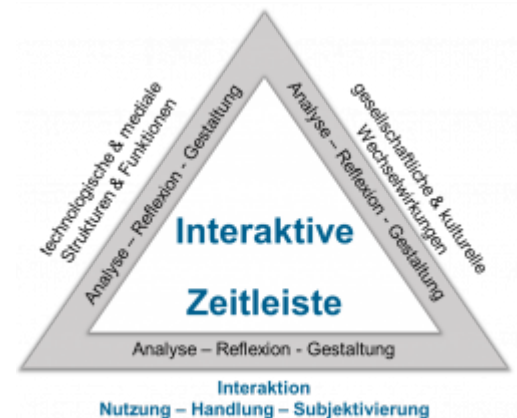 technologische & mediale
Strukturen & Funktionen
Analyse – Reflexion - Gestaltung
gesellschaftliche & kulturelle
Wechselwirkungen
Analyse – Reflexion - Gestaltung
Interaktive
Zeitleiste
Analyse – Reflexion - Gestaltung
Interaktion
Nutzung – Handlung – Subjektivierung